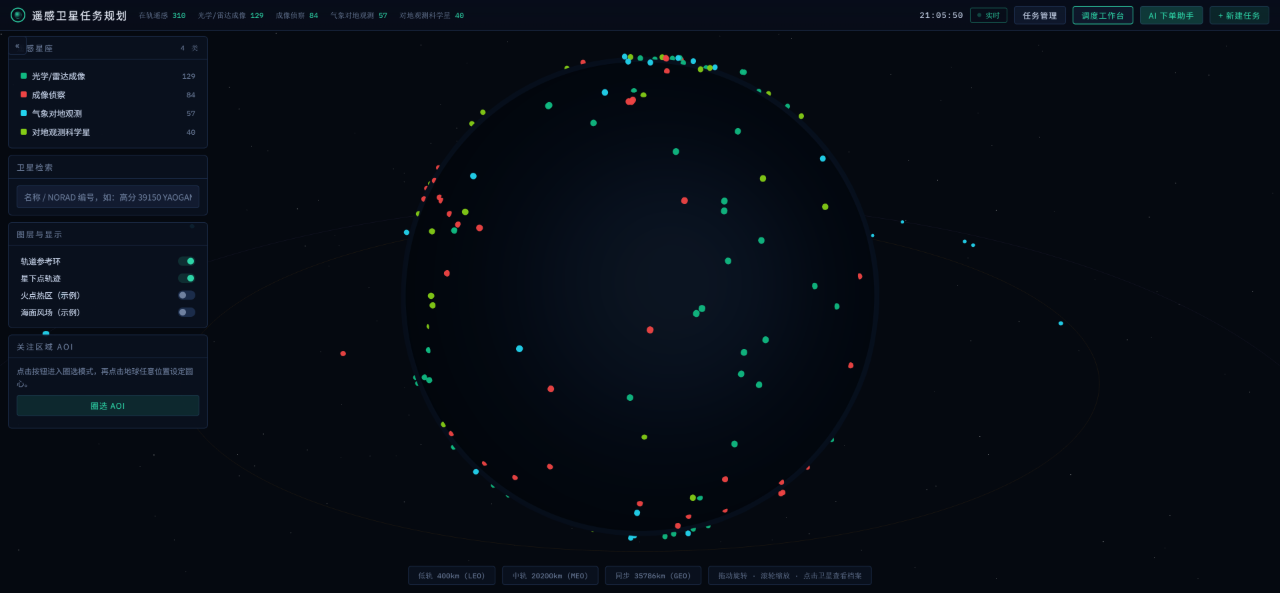 遥感卫星任务规划
在轨遥感 310 光学/雷达成像 129 成像侦察 84 气象对地观测 57 对地观测科学星 40
21:05:50 实时 任务管理 调度工作台 AI 下单助手 + 新建任务
« 感星座 4 类
光学/雷达成像 129
成像侦察 84
气象对地观测 57
对地观测科学星 40
卫星检索
名称 / NORAD 编号，如：高分 39150 YAOGAN
图层与显示
轨道参考环
星下点轨迹
火点热区（示例）
海面风场（示例）
关注区域 AOI
点击按钮进入圈选模式，再点击地球任意位置设定圆
心。
圈选 AOI
低轨 400km (LEO) 中轨 20200km (MEO) 同步 35786km (GEO) 拖动旋转 · 滚轮缩放 · 点击卫星查看档案